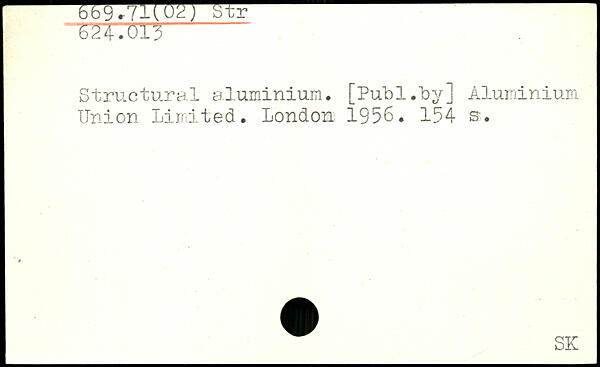 669.71(02) Str
624.013
Structural aluminium. [Publ.by] Aluminium
Union Limited. London 1956. 154 s.
SK